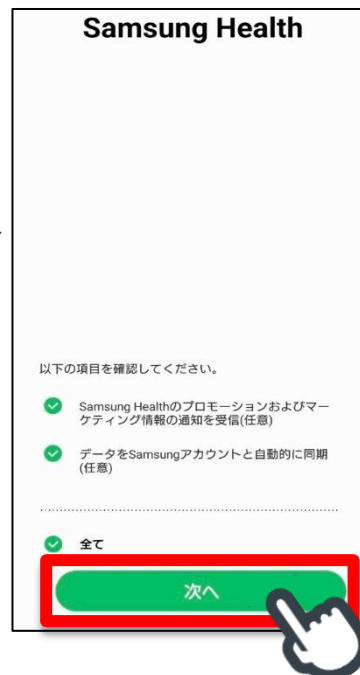 Samsung Health
以下の項目を確認してください。
Samsung Healthのプロモーションおよびマー
ケティング情報の通知を受信(任意)
データをSamsungアカウントと自動的に同期
(任意)
全て
次へ